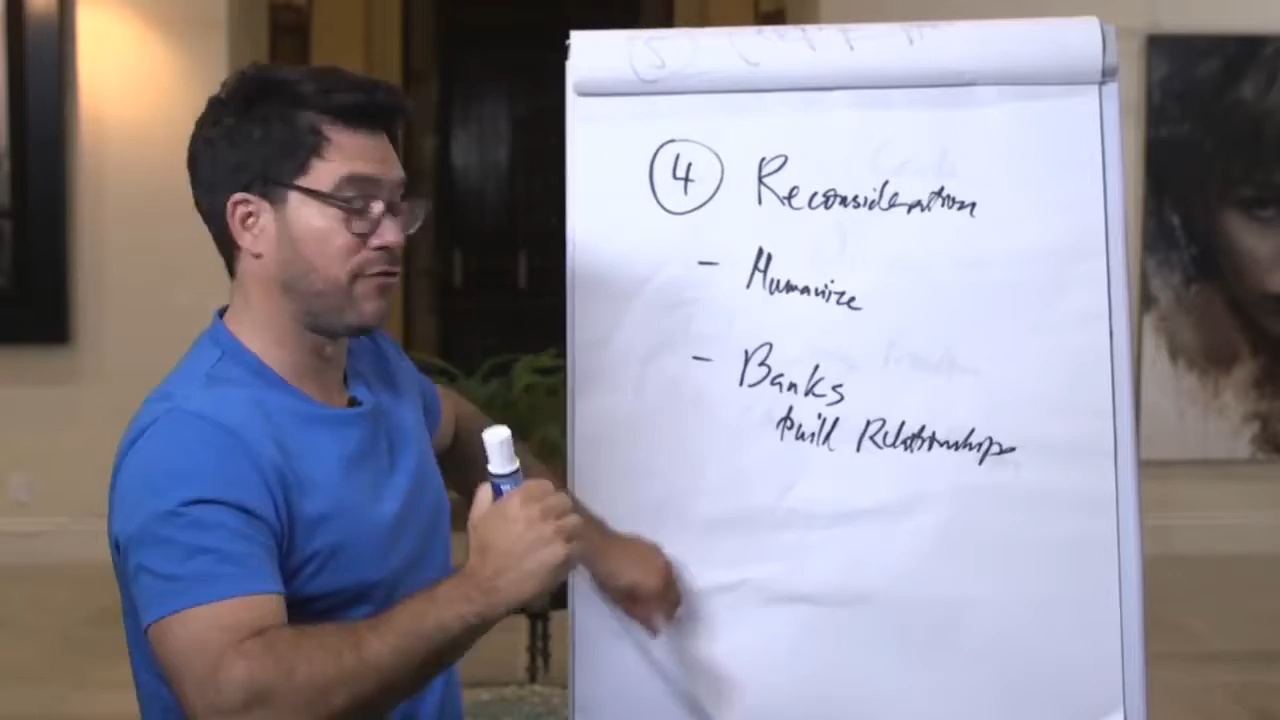 ④ Reconsideration
- Humanize
- Banks
build Relationships